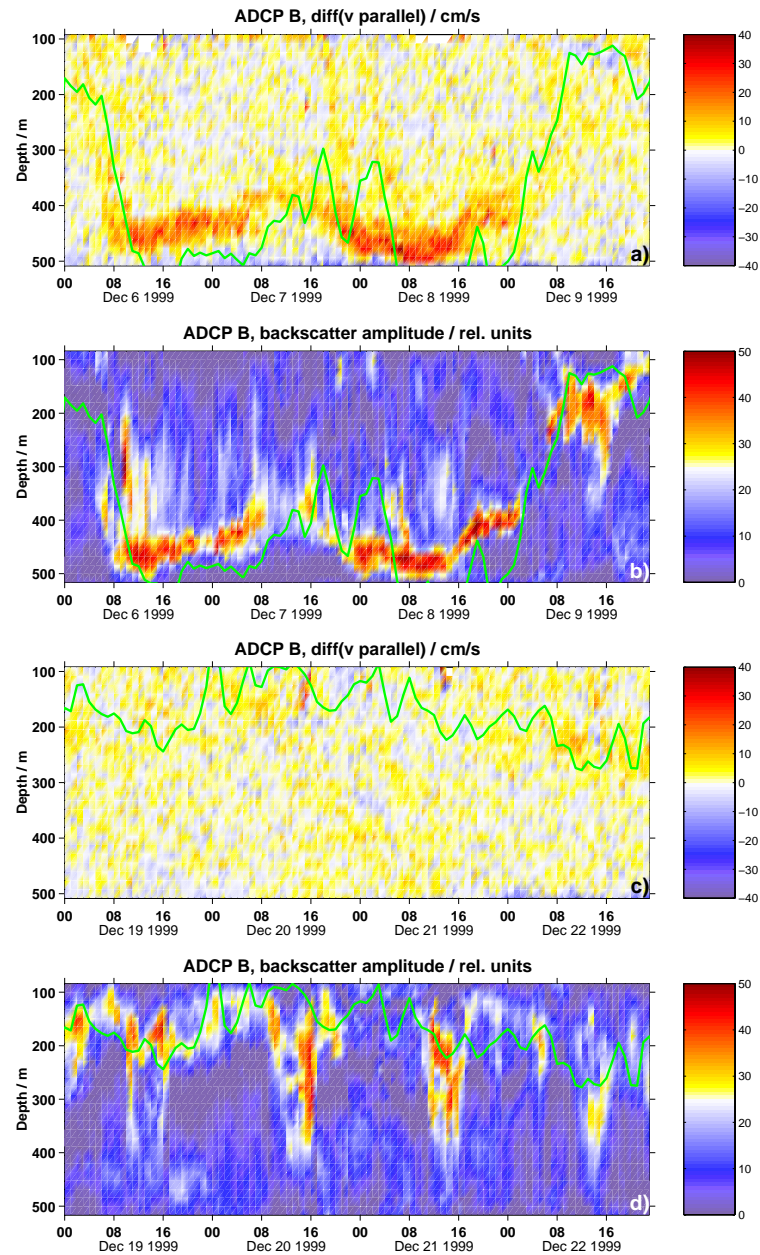 ADCP B, diff(v parallel) / cm/s
Depth / m
100
200
300
400
500
a)
00 08 16 00 08 16 00 08 16 00 08 16
Dec 6 1999 Dec 7 1999 Dec 8 1999 Dec 9 1999
40
30
20
10
0
−10
−20
−30
−40
ADCP B, backscatter amplitude / rel. units
Depth / m
100
200
300
400
500
b)
00 08 16 00 08 16 00 08 16 00 08 16
Dec 6 1999 Dec 7 1999 Dec 8 1999 Dec 9 1999
50
40
30
20
10
0
ADCP B, diff(v parallel) / cm/s
Depth / m
100
200
300
400
500
c)
00 08 16 00 08 16 00 08 16 00 08 16
Dec 19 1999 Dec 20 1999 Dec 21 1999 Dec 22 1999
40
30
20
10
0
−10
−20
−30
−40
ADCP B, backscatter amplitude / rel. units
Depth / m
100
200
300
400
500
d)
00 08 16 00 08 16 00 08 16 00 08 16
Dec 19 1999 Dec 20 1999 Dec 21 1999 Dec 22 1999
50
40
30
20
10
0